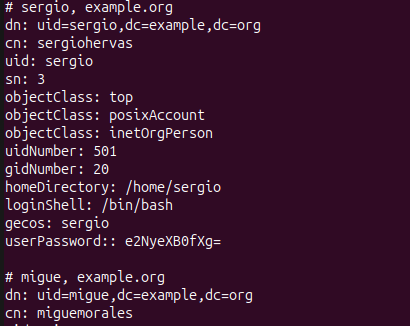 # sergio, example.org
dn: uid=sergio,dc=example,dc=org
cn: sergiohervas
uid: sergio
sn: 3
objectClass: top
objectClass: posixAccount
objectClass: inetOrgPerson
uidNumber: 501
gidNumber: 20
homeDirectory: /home/sergio
loginShell: /bin/bash
gecos: sergio
userPassword:: e2NyeXB0fXg=
# migue, example.org
dn: uid=migue,dc=example,dc=org
cn: miguemorales